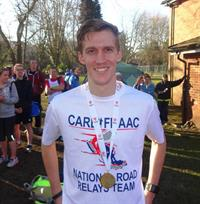 CARDIFF AAC
NATIONAL ROAD
RELAYS TEAM